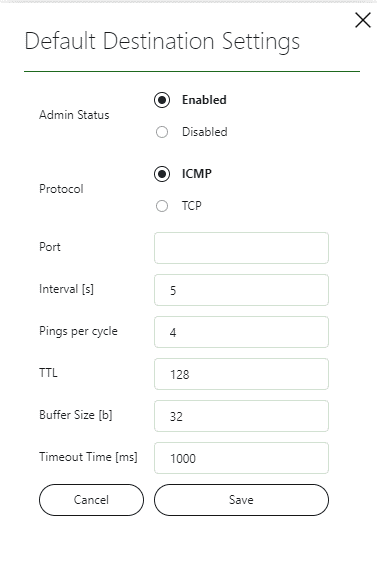 Default Destination Settings
Admin Status
Enabled
Disabled
Protocol
ICMP
TCP
Port
Interval [s]
5
Pings per cycle
4
TTL
128
Buffer Size [b]
32
Timeout Time [ms]
1000
Cancel
Save